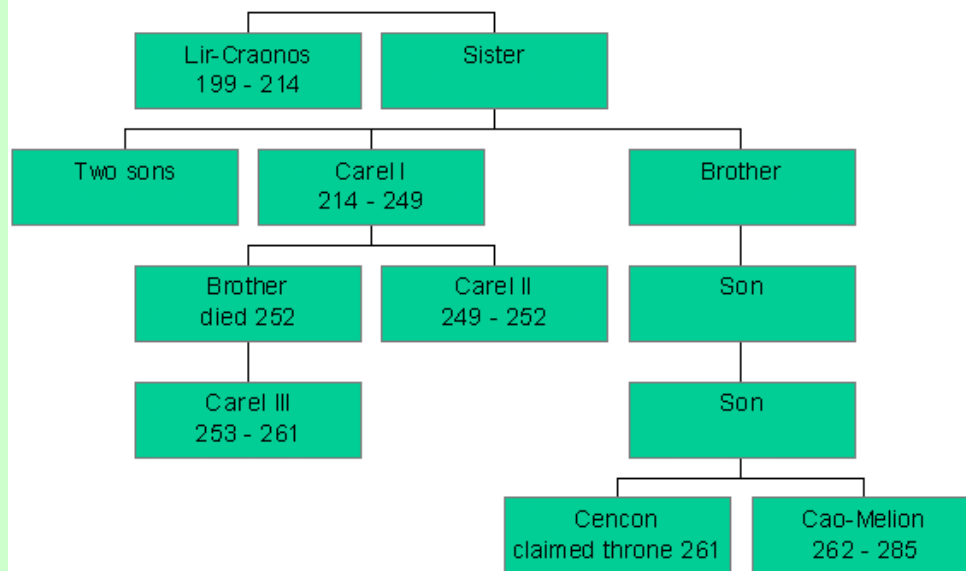 Lir-Craonos
199 - 214
Sister
Two sons
Carel I
214 - 249
Brother
Brother
died 252
Carel II
249 - 252
Son
Carel III
253 - 261
Son
Cencon
claimed throne 261
Cao-Melion
262 - 285